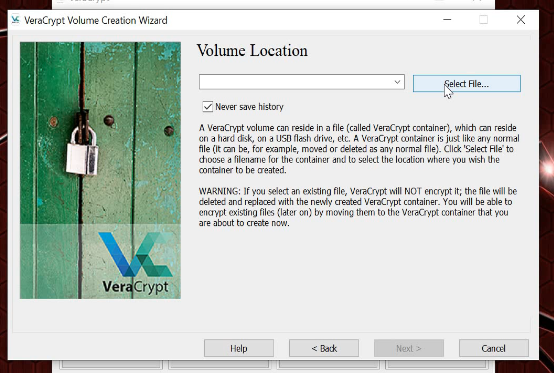 VeraCrypt Volume Creation Wizard
Volume Location
Select File...
Never save history
A VeraCrypt volume can reside in a file (called VeraCrypt container), which can reside
on a hard disk, on a USB flash drive, etc. A VeraCrypt container is just like any normal
file (it can be, for example, moved or deleted as any normal file). Click 'Select File' to
choose a filename for the container and to select the location where you wish the
container to be created.
WARNING: If you select an existing file, VeraCrypt will NOT encrypt it; the file will be
deleted and replaced with the newly created VeraCrypt container. You will be able to
encrypt existing files (later on) by moving them to the VeraCrypt container that you
are about to create now.
VeraCrypt
Help
< Back
Next >
Cancel